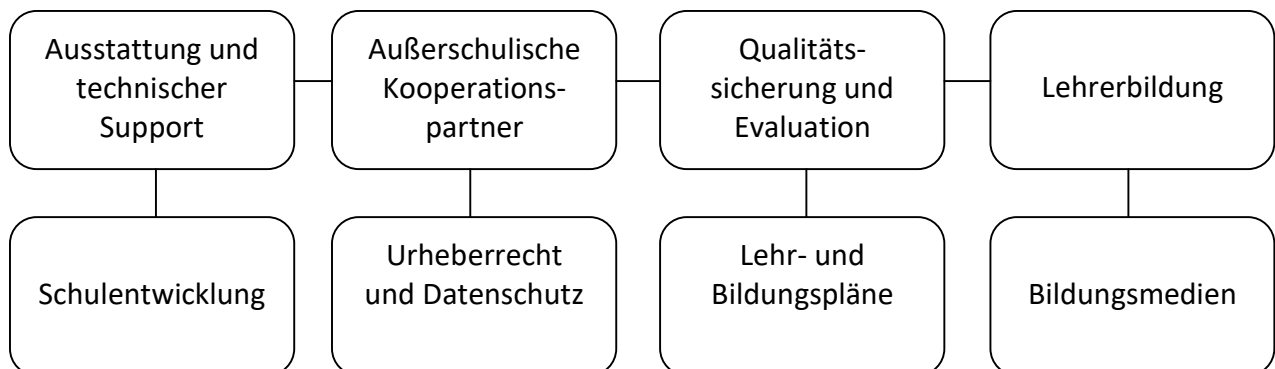 Ausstattung und
technischer
Support
Außerschulische
Kooperations-
partner
Qualitäts-
sicherung und
Evaluation
Lehrerbildung
Schulentwicklung
Urheberrecht
und Datenschutz
Lehr- und
Bildungspläne
Bildungsmedien